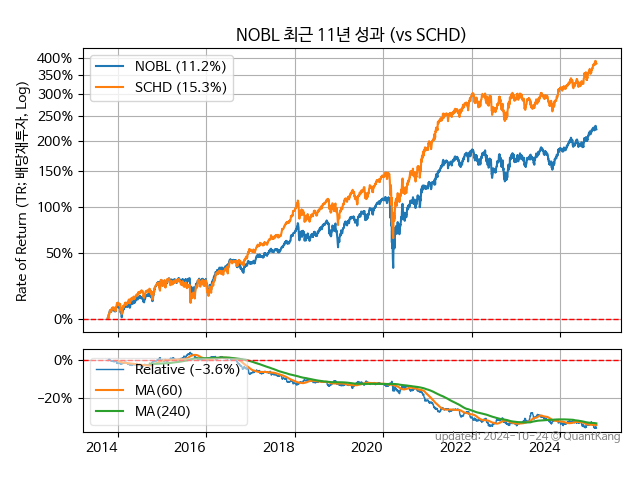 NOBL 최근 11년 성과 (vs SCHD)
Rate of Return (TR; 배당재투자, Log)
400%
350%
300%
250%
200%
150%
100%
50%
0%
NOBL (11.2%)
SCHD (15.3%)
0%
−20%
Relative (−3.6%)
MA(60)
MA(240)
updated: 2024-10-24 © QuantKang
2014
2016
2018
2020
2022
2024